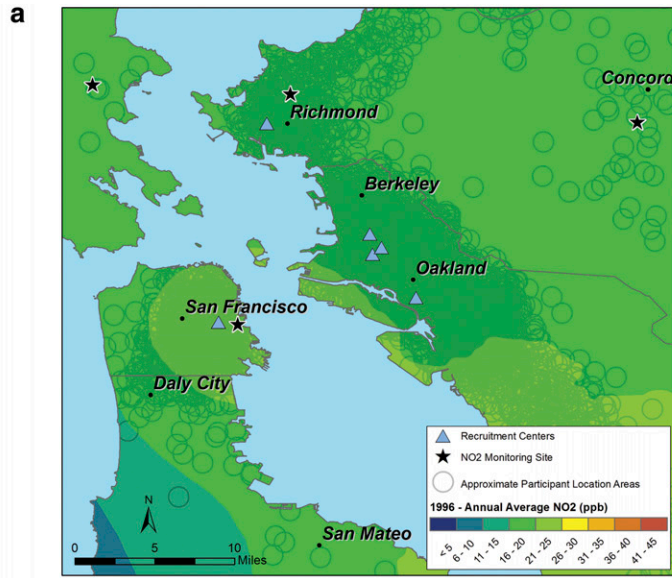 a
Concord
Richmond
Berkeley
Oakland
San Francisco
Daly City
San Mateo
N
0 5 10
Miles
Recruitment Centers
NO2 Monitoring Site
Approximate Participant Location Areas
1996 - Annual Average NO2 (ppb)
< 5 6 - 10 11 - 15 16 - 20 21 - 25 26 - 30 31 - 35 36 - 40 41 - 45